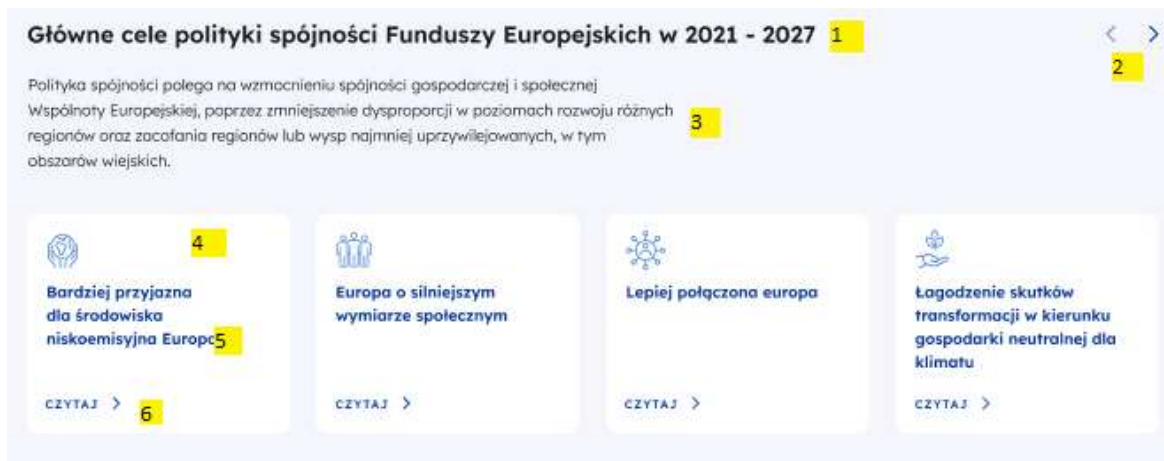 Główne cele polityki spójności Funduszy Europejskich w 2021 - 2027 1
2
Polityka spójności polega na wzmocnieniu spójności gospodarczej i społecznej
Wspólnoty Europejskiej, poprzez zmniejszenie dysproporcji w poziomach rozwoju różnych
3
regionów oraz zacofania regionów lub wysp najmniej uprzywilejowanych, w tym
obszarów wiejskich.
4
Bardziej przyjazna
dla środowiska
niskoemisyjna Europa
5
CZYTAJ >
6
Europa o silniejszym
wymiarze społecznym
CZYTAJ >
Lepiej połączona europa
CZYTAJ >
Łagodzenie skutków
transformacji w kierunku
gospodarki neutralnej dla
klimatu
CZYTAJ >